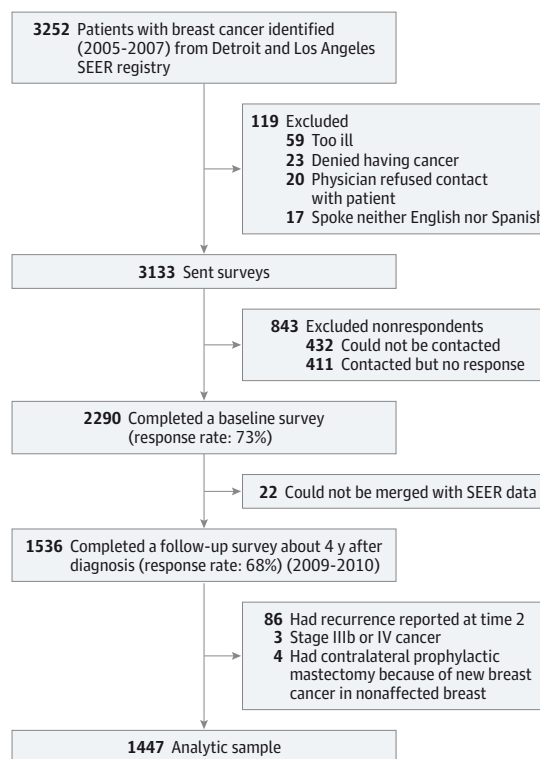 3252 Patients with breast cancer identified
(2005-2007) from Detroit and Los Angeles
SEER registry
119 Excluded
59 Too ill
23 Denied having cancer
20 Physician refused contact
with patient
17 Spoke neither English nor Spanish
3133 Sent surveys
843 Excluded nonrespondents
432 Could not be contacted
411 Contacted but no response
2290 Completed a baseline survey
(response rate: 73%)
22 Could not be merged with SEER data
1536 Completed a follow-up survey about 4 y after
diagnosis (response rate: 68%) (2009-2010)
86 Had recurrence reported at time 2
3 Stage IIIb or IV cancer
4 Had contralateral prophylactic
mastectomy because of new breast
cancer in nonaffected breast
1447 Analytic sample